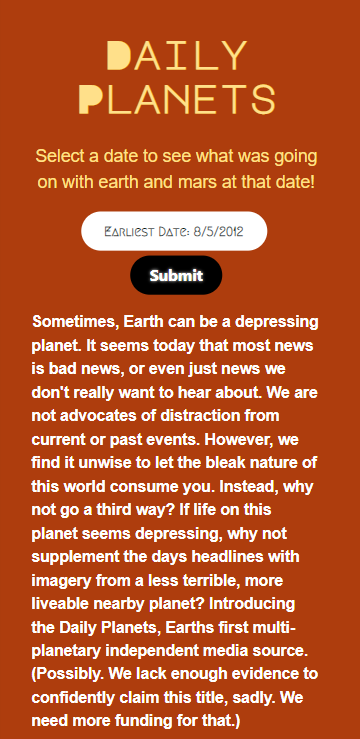 Daily
Planets
Select a date to see what was going
on with earth and mars at that date!
Earliest Date: 8/5/2012
Submit
Sometimes, Earth can be a depressing
planet. It seems today that most news
is bad news, or even just news we
don't really want to hear about. We are
not advocates of distraction from
current or past events. However, we
find it unwise to let the bleak nature of
this world consume you. Instead, why
not go a third way? If life on this
planet seems depressing, why not
supplement the days headlines with
imagery from a less terrible, more
liveable nearby planet? Introducing
the Daily Planets, Earths first multi-
planetary independent media source.
(Possibly. We lack enough evidence to
confidently claim this title, sadly. We
need more funding for that.)